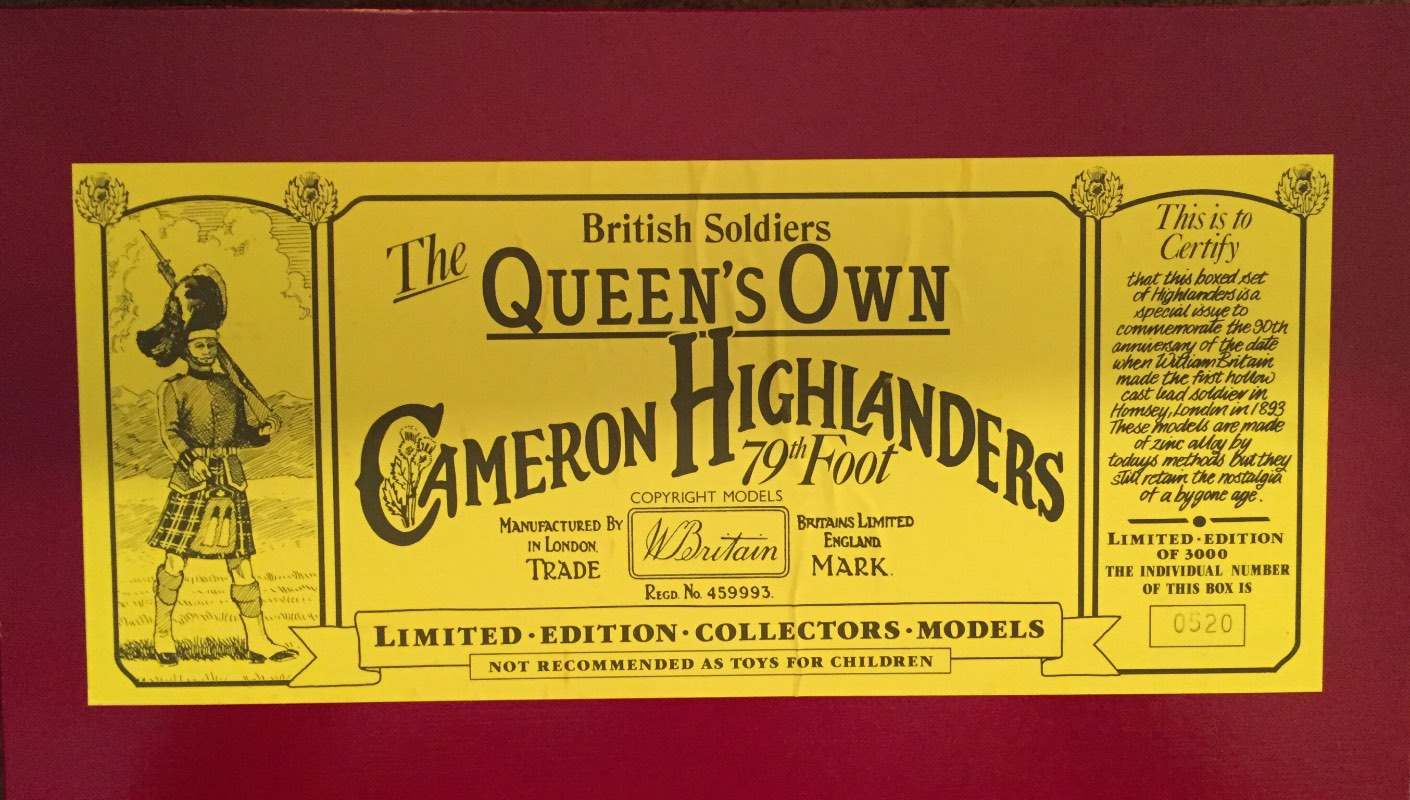 British Soldiers
The QUEEN'S OWN
CAMERON HIGHLANDERS
79th Foot
COPYRIGHT MODELS
MANUFACTURED BY
IN LONDON.
TRADE
W Britain
BRITAINS LIMITED
ENGLAND
MARK.
REGD. No. 459993.
LIMITED·EDITION·COLLECTORS·MODELS
NOT RECOMMENDED AS TOYS FOR CHILDREN
This is to
Certify
that this boxed set
of Highlanders is a
special issue to
commemorate the 90th
anniversary of the date
when William Britain
made the first hollow
cast lead soldier in
Hornsey, London in 1893
These models are made
of zinc alloy by
todays methods but they
still retain the nostalgia
of a bygone age.
LIMITED·EDITION
OF 3000
THE INDIVIDUAL NUMBER
OF THIS BOX IS
0520